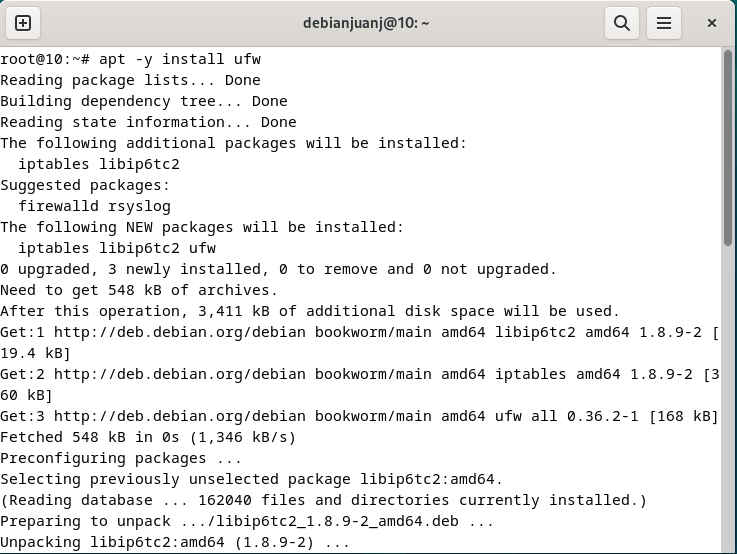 debianjuanj@10: ~
root@10:~# apt -y install ufw
Reading package lists... Done
Building dependency tree... Done
Reading state information... Done
The following additional packages will be installed:
  iptables libip6tc2
Suggested packages:
  firewalld rsyslog
The following NEW packages will be installed:
  iptables libip6tc2 ufw
0 upgraded, 3 newly installed, 0 to remove and 0 not upgraded.
Need to get 548 kB of archives.
After this operation, 3,411 kB of additional disk space will be used.
Get:1 http://deb.debian.org/debian bookworm/main amd64 libip6tc2 amd64 1.8.9-2 [
19.4 kB]
Get:2 http://deb.debian.org/debian bookworm/main amd64 iptables amd64 1.8.9-2 [3
60 kB]
Get:3 http://deb.debian.org/debian bookworm/main amd64 ufw all 0.36.2-1 [168 kB]
Fetched 548 kB in 0s (1,346 kB/s)
Preconfiguring packages ...
Selecting previously unselected package libip6tc2:amd64.
(Reading database ... 162040 files and directories currently installed.)
Preparing to unpack .../libip6tc2_1.8.9-2_amd64.deb ...
Unpacking libip6tc2:amd64 (1.8.9-2) ...